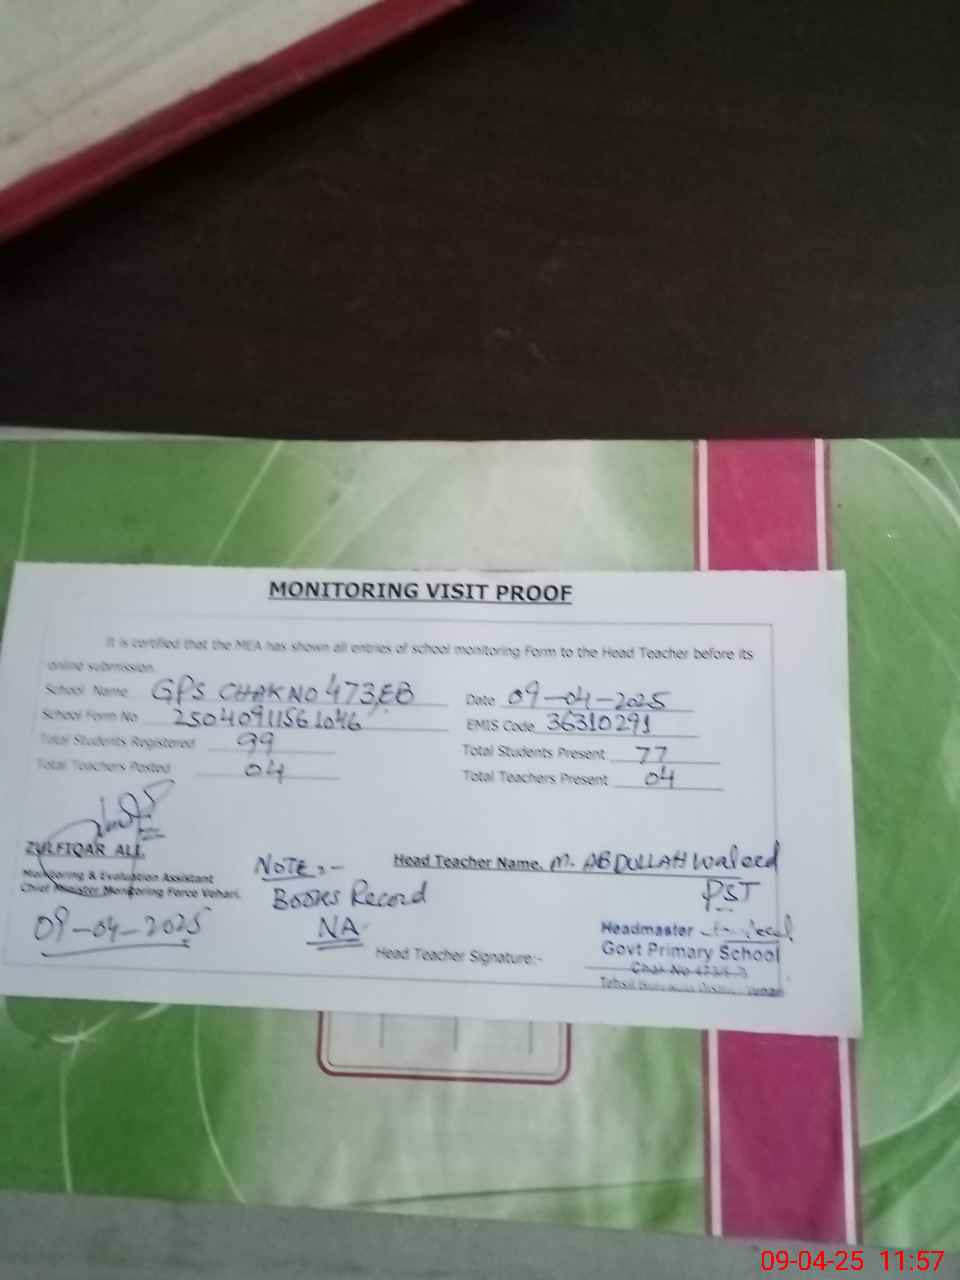 MONITORING VISIT PROOF
It is certified that the MEA has shown all entries of school monitoring Form to the Head Teacher before its
online submission.
School Name GPS CHAK NO 473,EB
Date 09-04-2025
School Form No
EMIS Code 36310291
Total Students Registered 99
Total Students Present 77
Total Teachers Posted 04
Total Teachers Present 04
ZULFIQAR ALI
Monitoring & Evaluation Assistant
Chief Minister Monitoring Force Vehari.
09-04-2025
NOTE:-
Books Record
NA
Head Teacher Name. M. ABDULLAH Waleed
PST
Head Teacher Signature:-
Headmaster
Govt Primary School
Chak No
Tehsil
09-04-25 11:57